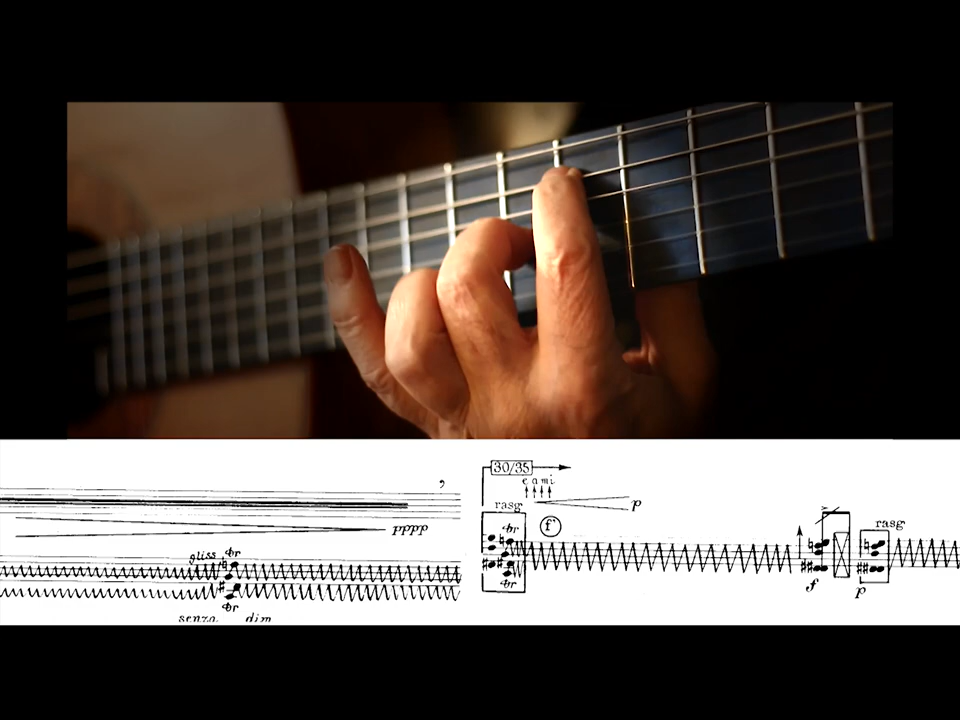 pppp
gliss
senza dim
30/35
e a m i
rasg
p
f
f
rasg
p